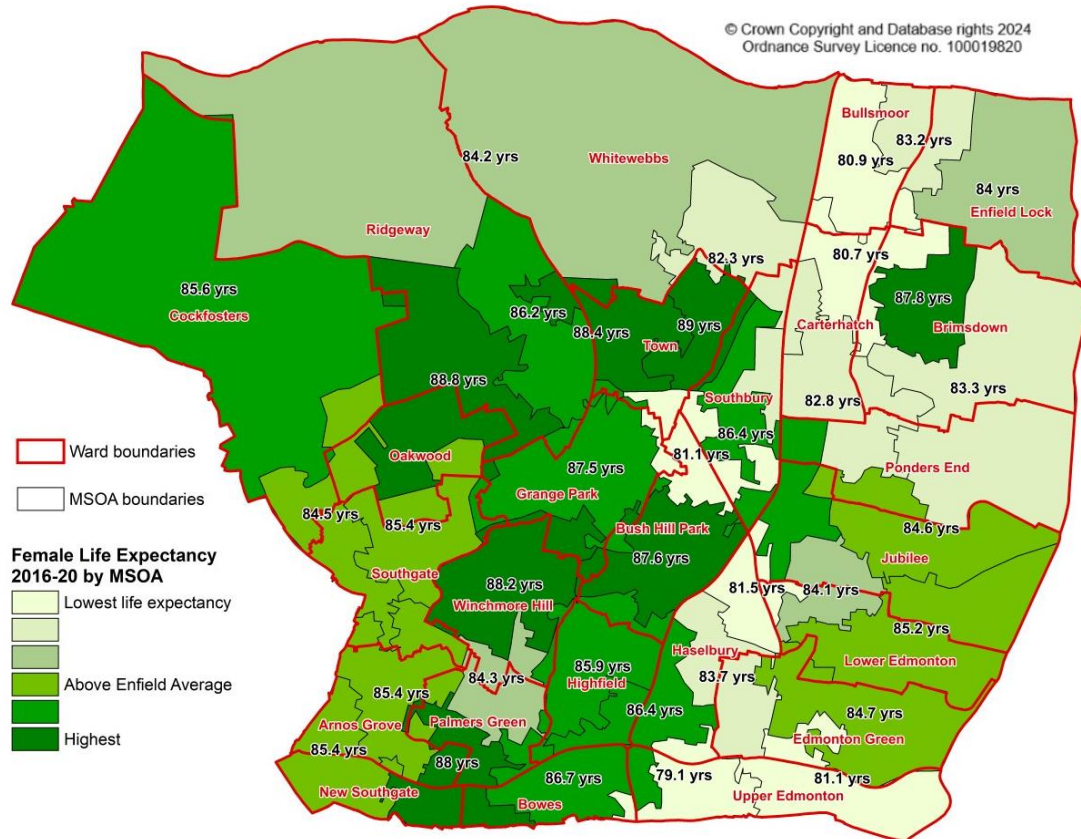 © Crown Copyright and Database rights 2024
Ordnance Survey Licence no. 100019820
Bullsmoor
83.2 yrs
84.2 yrs
Whitewebbs
80.9 yrs
84 yrs
Enfield Lock
Ridgeway
82.3 yrs
80.7 yrs
85.6 yrs
Cockfosters
86.2 yrs
87.8 yrs
88.4 yrs
89 yrs
Town
Carterhatch
Brimsdown
88.8 yrs
83.3 yrs
Southbury
82.8 yrs
86.4 yrs
Ward boundaries
Oakwood
81.1 yrs
87.5 yrs
Grange Park
Ponders End
MSOA boundaries
84.5 yrs
85.4 yrs
Bush Hill Park
84.6 yrs
Jubilee
87.6 yrs
Female Life Expectancy
2016-20 by MSOA
Southgate
88.2 yrs
Winchmore Hill
81.5 yrs
84.1 yrs
Lowest life expectancy
85.2 yrs
Haselbury
Lower Edmonton
85.9 yrs
Highfield
84.3 yrs
83.7 yrs
Above Enfield Average
85.4 yrs
Arnos Grove
Palmers Green
86.4 yrs
84.7 yrs
Edmonton Green
Highest
85.4 yrs
88 yrs
86.7 yrs
79.1 yrs
81.1 yrs
New Southgate
Bowes
Upper Edmonton